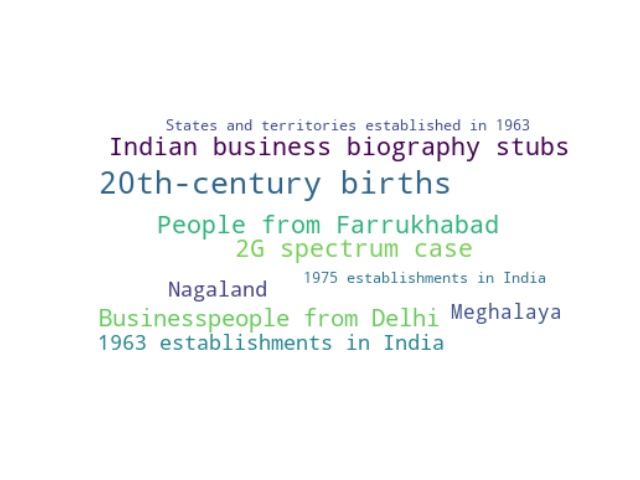 States and territories established in 1963
Indian business biography stubs
20th-century births
People from Farrukhabad
2G spectrum case
1975 establishments in India
Nagaland
Meghalaya
Businesspeople from Delhi
1963 establishments in India